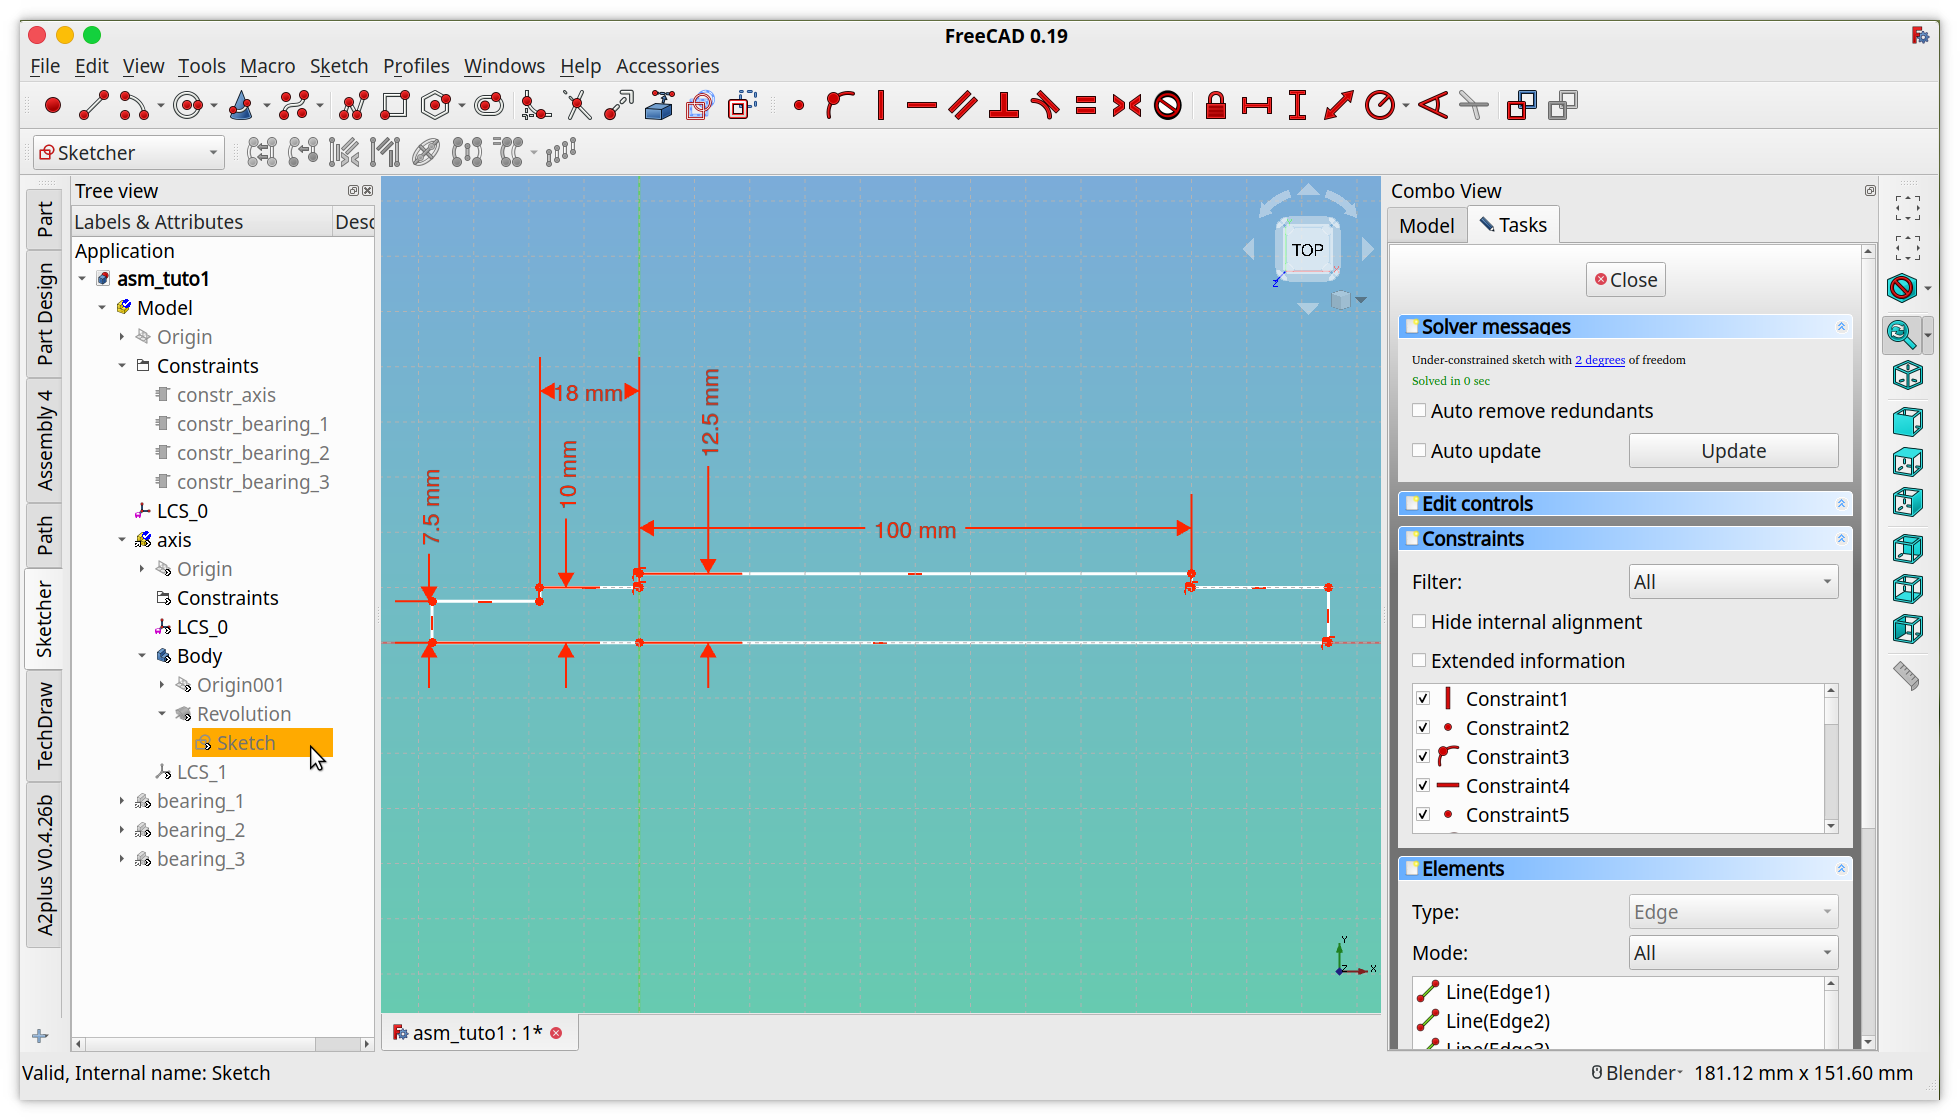 FreeCAD 0.19
File Edit View Tools Macro Sketch Profiles Windows Help Accessories
Sketcher
Part
Part Design
Assembly 4
Path
Sketcher
TechDraw
A2plus V0.4.26b
Tree view
Labels & Attributes
Desc
Application
asm_tuto1
Model
Origin
Constraints
constr_axis
constr_bearing_1
constr_bearing_2
constr_bearing_3
LCS_0
axis
Origin
Constraints
LCS_0
Body
Origin001
Revolution
Sketch
LCS_1
bearing_1
bearing_2
bearing_3
TOP
Z
18 mm
12.5 mm
10 mm
7.5 mm
100 mm
Y
Z
X
asm_tuto1 : 1*
Combo View
Model Tasks
Close
Solver messages
Under-constrained sketch with 2 degrees of freedom
Solved in 0 sec
Auto remove redundants
Auto update Update
Edit controls
Constraints
Filter: All
Hide internal alignment
Extended information
Constraint1
Constraint2
Constraint3
Constraint4
Constraint5
Elements
Type: Edge
Mode: All
Line(Edge1)
Line(Edge2)
Line(Edge3)
Valid, Internal name: Sketch
Blender 181.12 mm x 151.60 mm